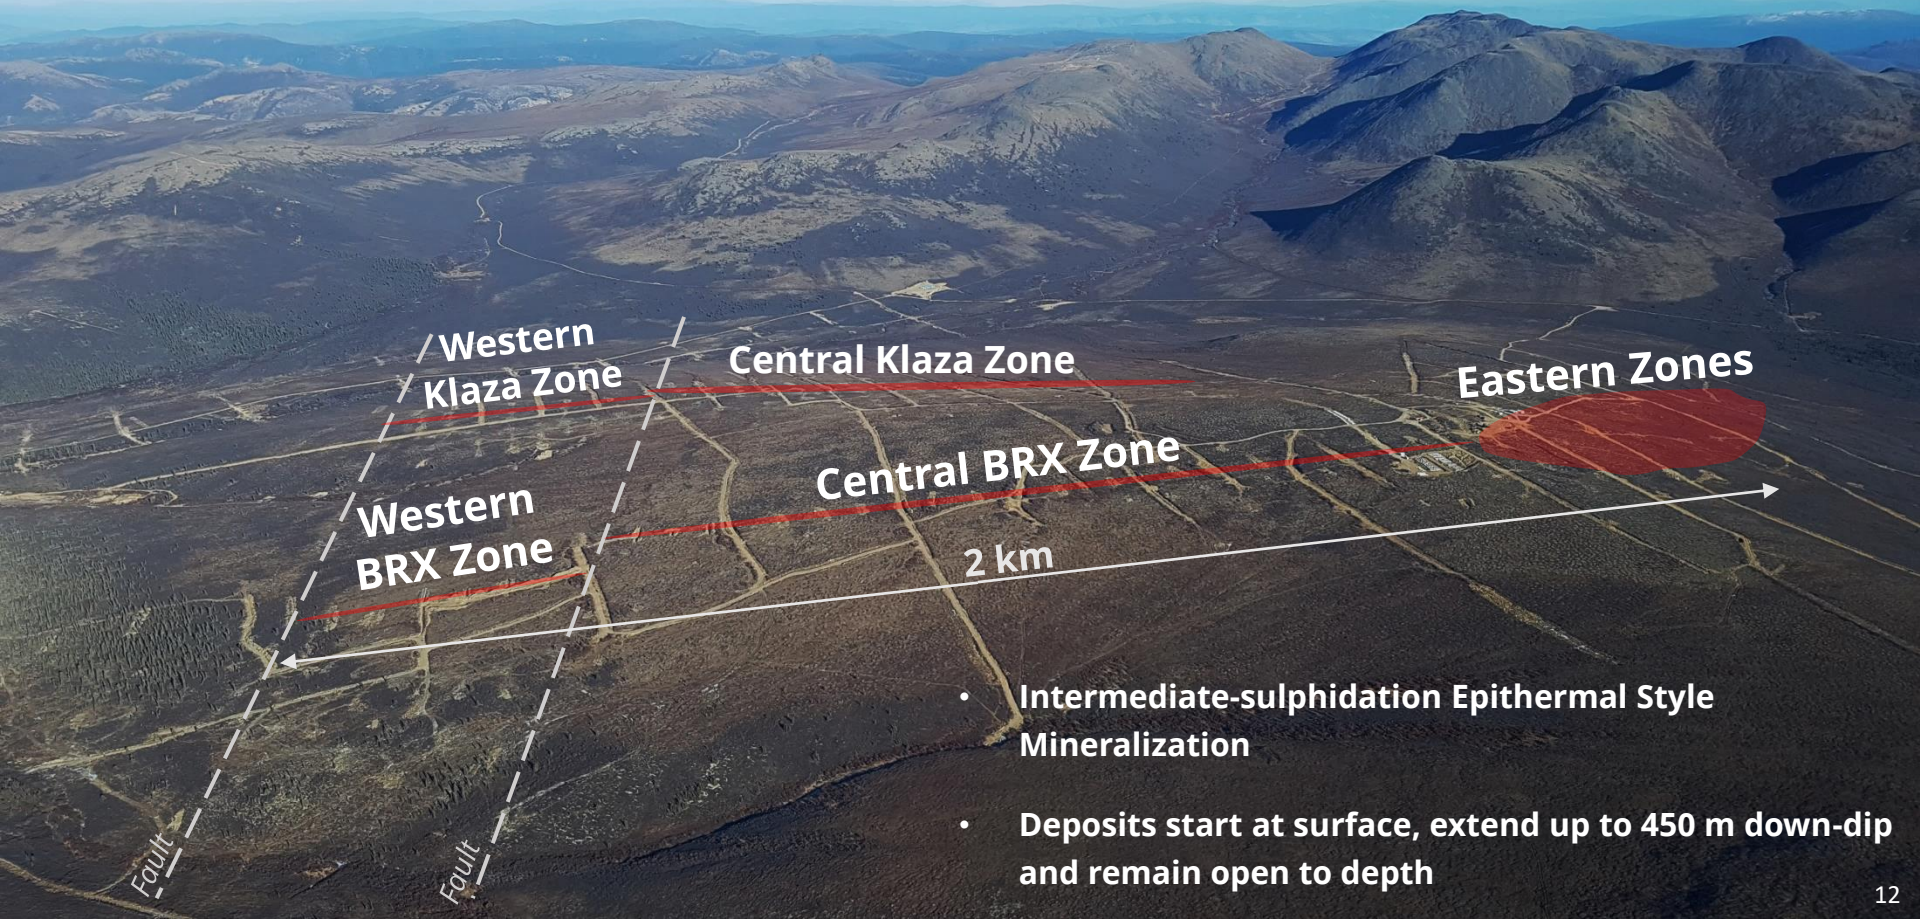 Western
Klaza Zone
Central Klaza Zone
Eastern Zones
Central BRX Zone
Western
BRX Zone
2 km
• Intermediate-sulphidation Epithermal Style
Mineralization
• Deposits start at surface, extend up to 450 m down-dip
and remain open to depth
Fault
Fault
12